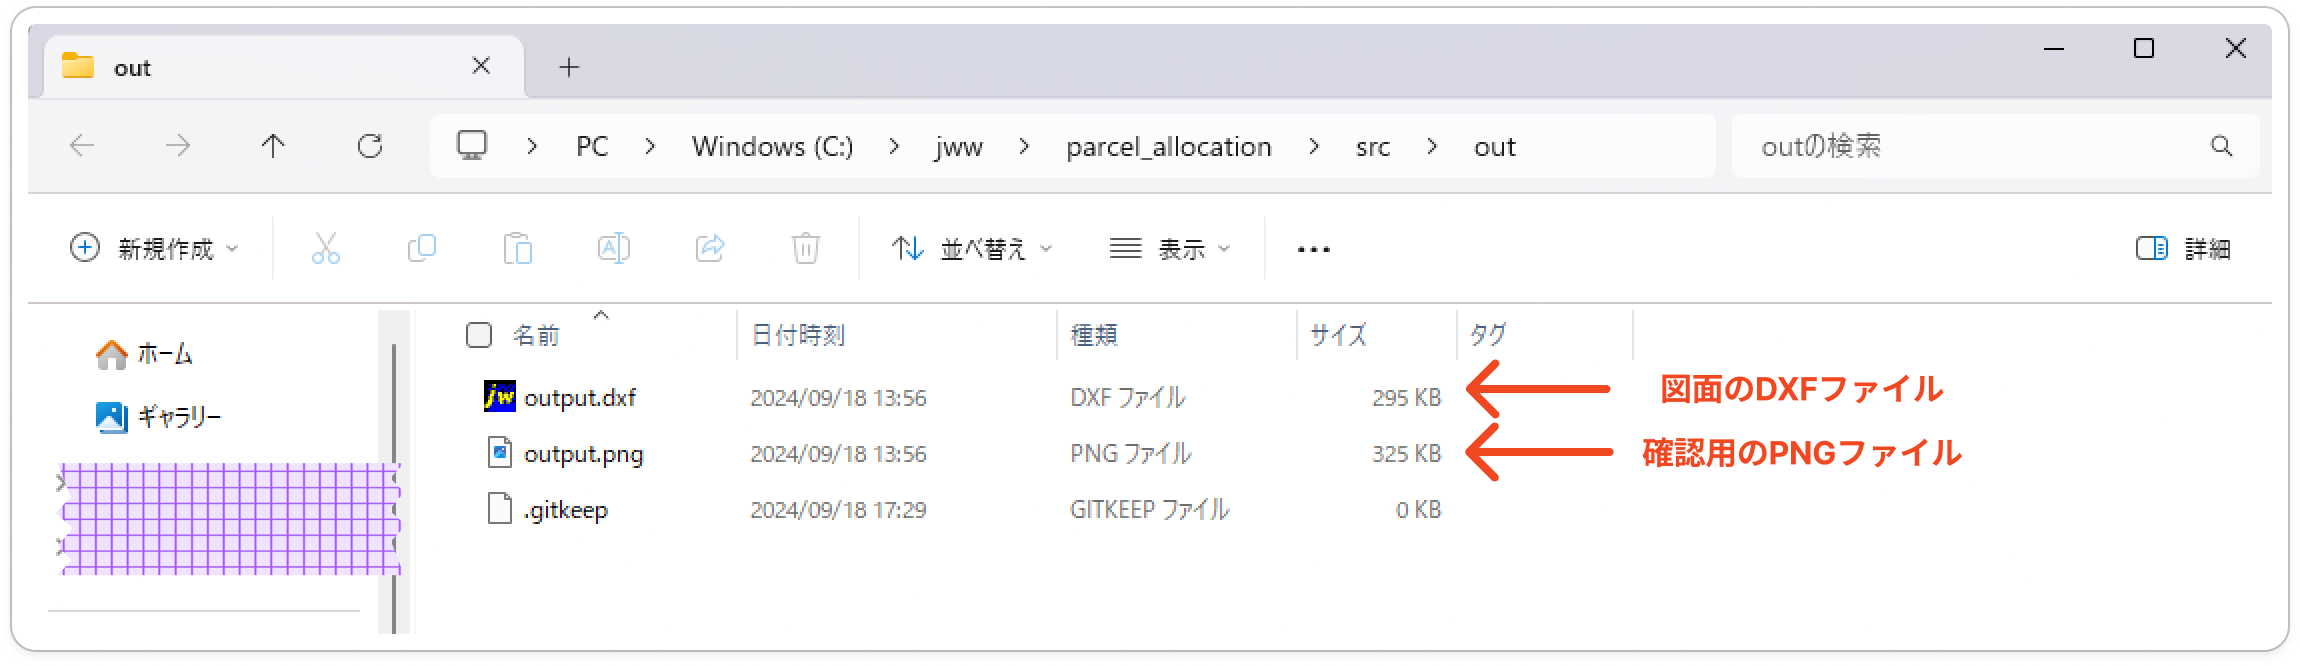 out
PC > Windows (C:) > jww > parcel_allocation > src > out
outの検索
新規作成
並べ替え
表示
詳細
ホーム
ギャラリー
名前 日付時刻 種類 サイズ タグ
output.dxf 2024/09/18 13:56 DXF ファイル 295 KB 図面のDXFファイル
output.png 2024/09/18 13:56 PNG ファイル 325 KB 確認用のPNGファイル
.gitkeep 2024/09/18 17:29 GITKEEP ファイル 0 KB